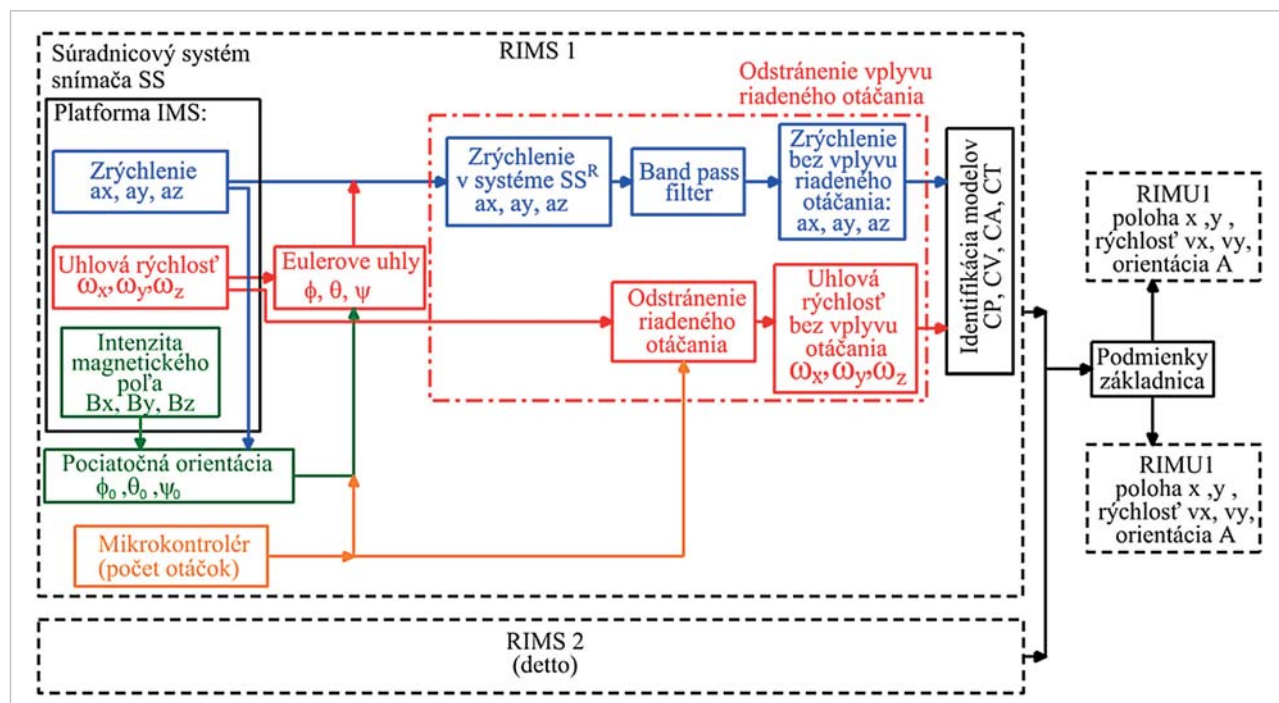 Súradnicový systém
snímača SS
RIMS 1
Platforma IMS:
Zrýchlenie
ax, ay, az
Uhlová rýchlosť
ωx,ωy,ωz
Intenzita
magnetického
poľa
Bx, By, Bz
Pociatočná orientácia
ϕ₀ ,θ₀ ,ψ₀
Mikrokontrolér
(počet otáčok)
Eulerove uhly
ϕ, θ, ψ
Odstránenie vplyvu
riadeného otáčania
Zrýchlenie
v systéme SSᴿ
ax, ay, az
Band pass
filter
Zrýchlenie
bez vplyvu
riadeného
otáčania:
ax, ay, az
Odstránenie
riadeného
otáčania
Uhlová
rýchlosť
bez vplyvu
otáčania
ωx,ωy,ωz
Identifikácia modelov
CP, CV, CA, CT
RIMS 2
(detto)
Podmienky
základnica
RIMU1
poloha x ,y ,
rýchlosť vx, vy,
orientácia A
RIMU1
poloha x ,y ,
rýchlosť vx, vy,
orientácia A